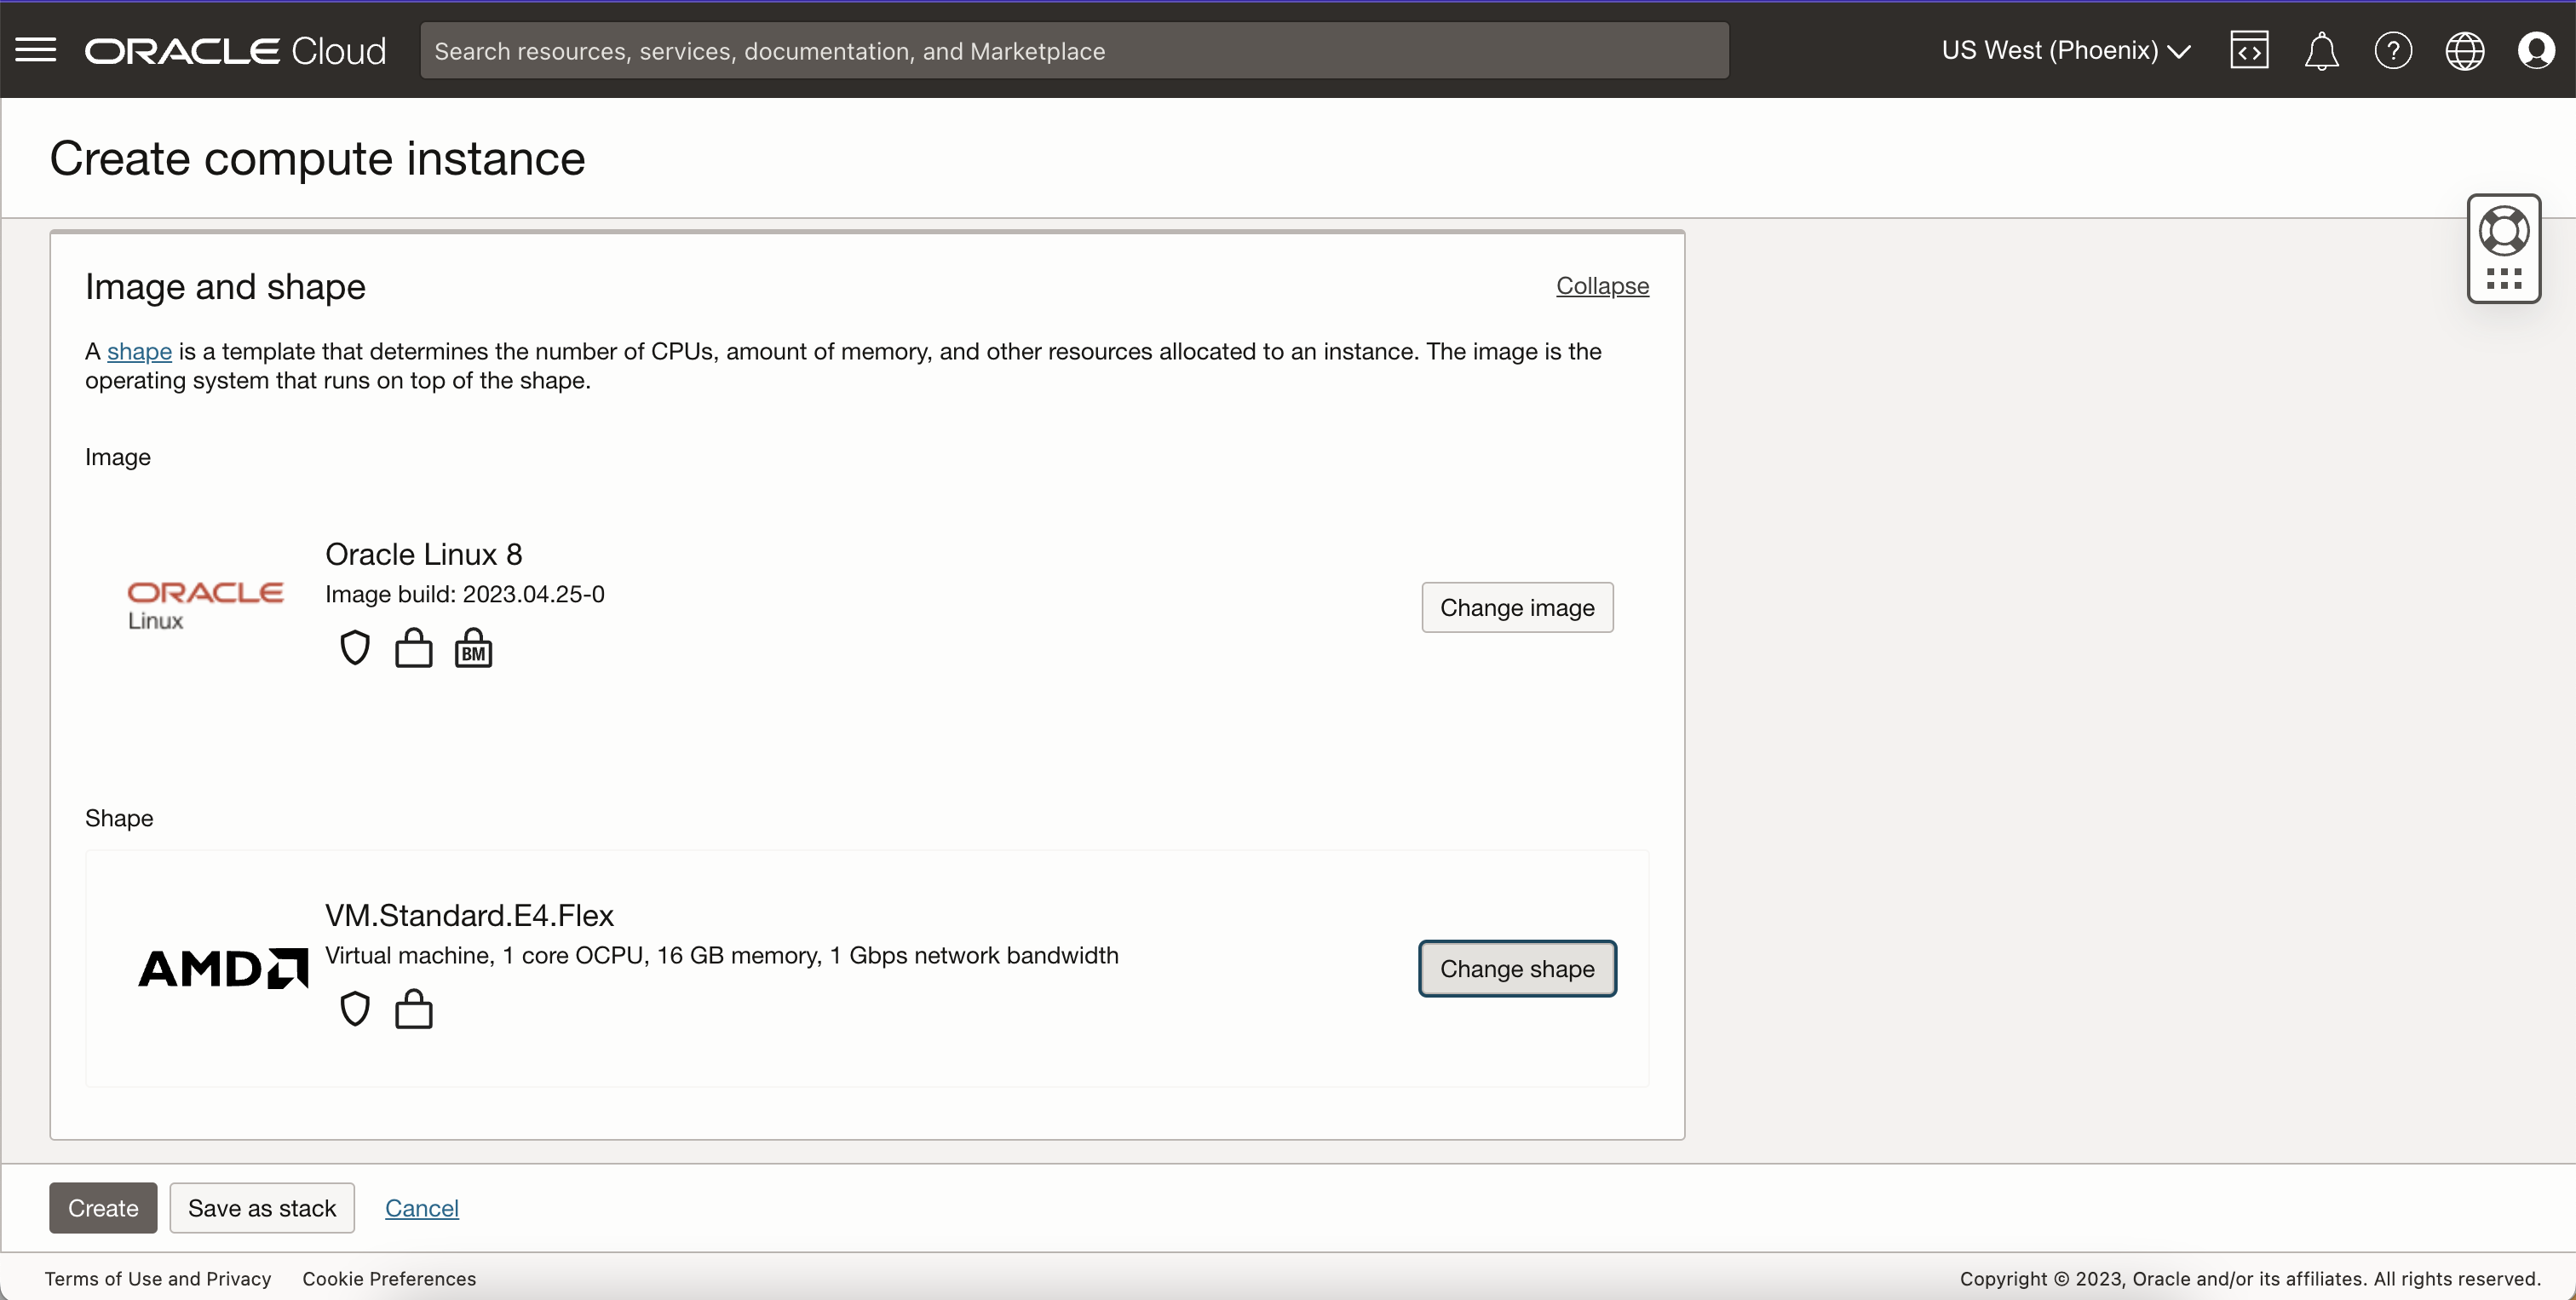 ORACLE Cloud
Search resources, services, documentation, and Marketplace
US West (Phoenix)
Create compute instance
Image and shape
Collapse
A shape is a template that determines the number of CPUs, amount of memory, and other resources allocated to an instance. The image is the
operating system that runs on top of the shape.
Image
ORACLE
Linux
Oracle Linux 8
Image build: 2023.04.25-0
BM
Change image
Shape
AMD
VM.Standard.E4.Flex
Virtual machine, 1 core OCPU, 16 GB memory, 1 Gbps network bandwidth
Change shape
Create
Save as stack
Cancel
Terms of Use and Privacy
Cookie Preferences
Copyright © 2023, Oracle and/or its affiliates. All rights reserved.